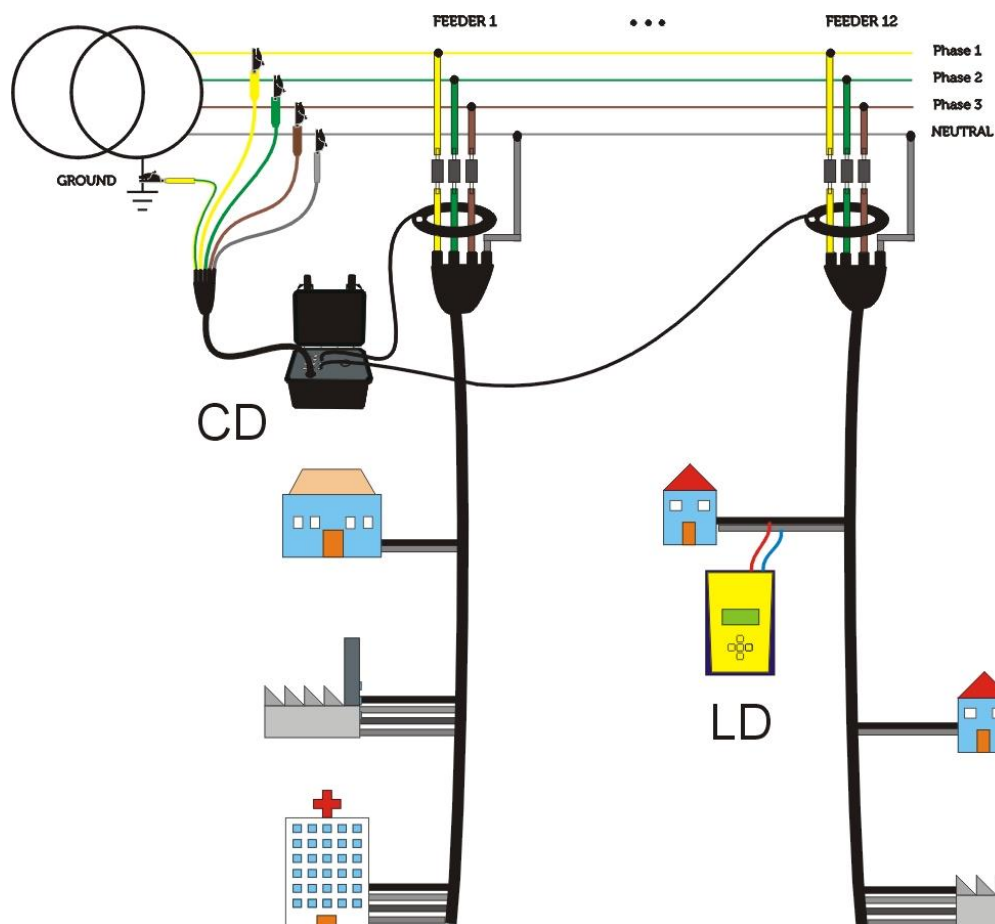 FEEDER 1
• • •
FEEDER 12
Phase 1
Phase 2
Phase 3
NEUTRAL
GROUND
CD
LD